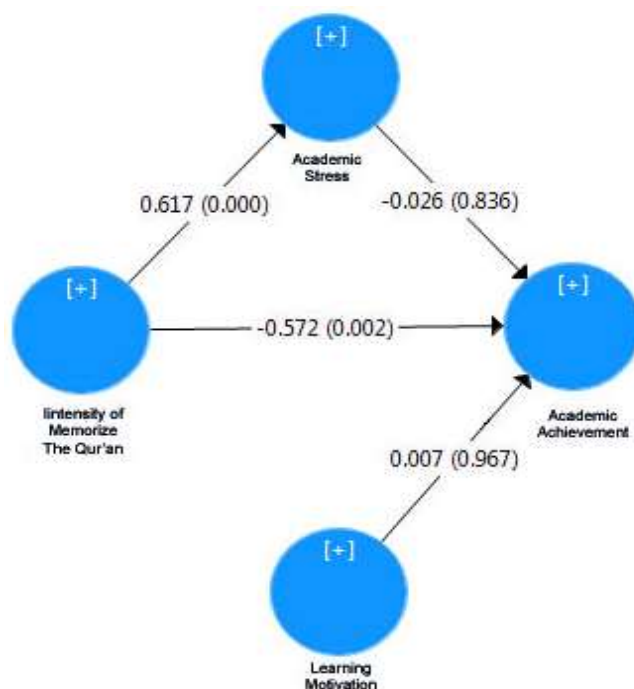 [+]
Academic
Stress
0.617 (0.000)
-0.026 (0.836)
[+]
[+]
-0.572 (0.002)
Iintensity of
Memorize
The Qur'an
Academic
Achievement
0.007 (0.967)
[+]
Learning
Motivation